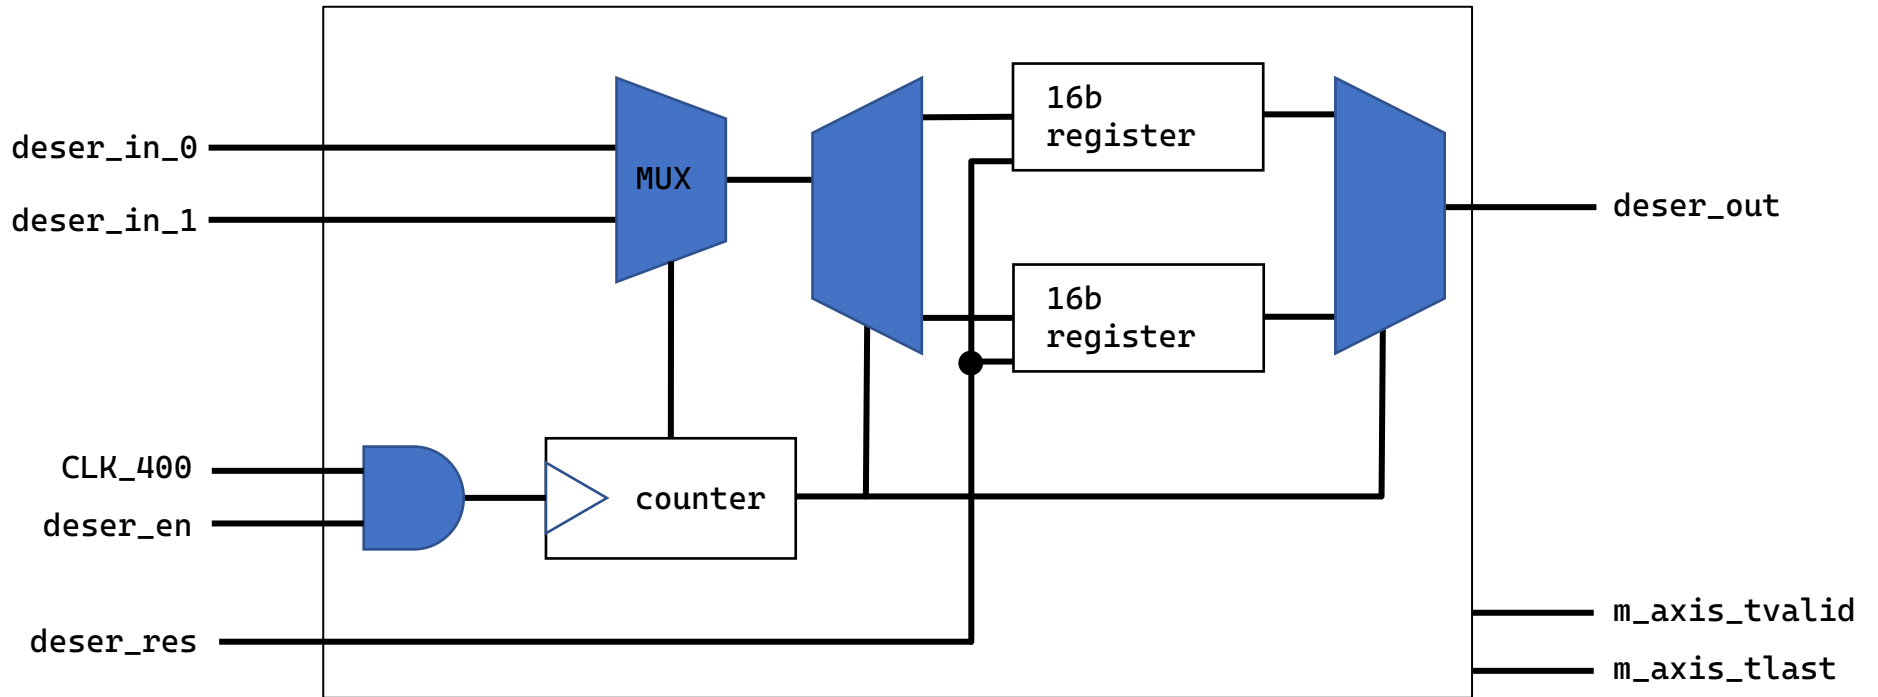 deser_in_0
deser_in_1
MUX
16b
register
16b
register
deser_out
CLK_400
deser_en
counter
deser_res
m_axis_tvalid
m_axis_tlast